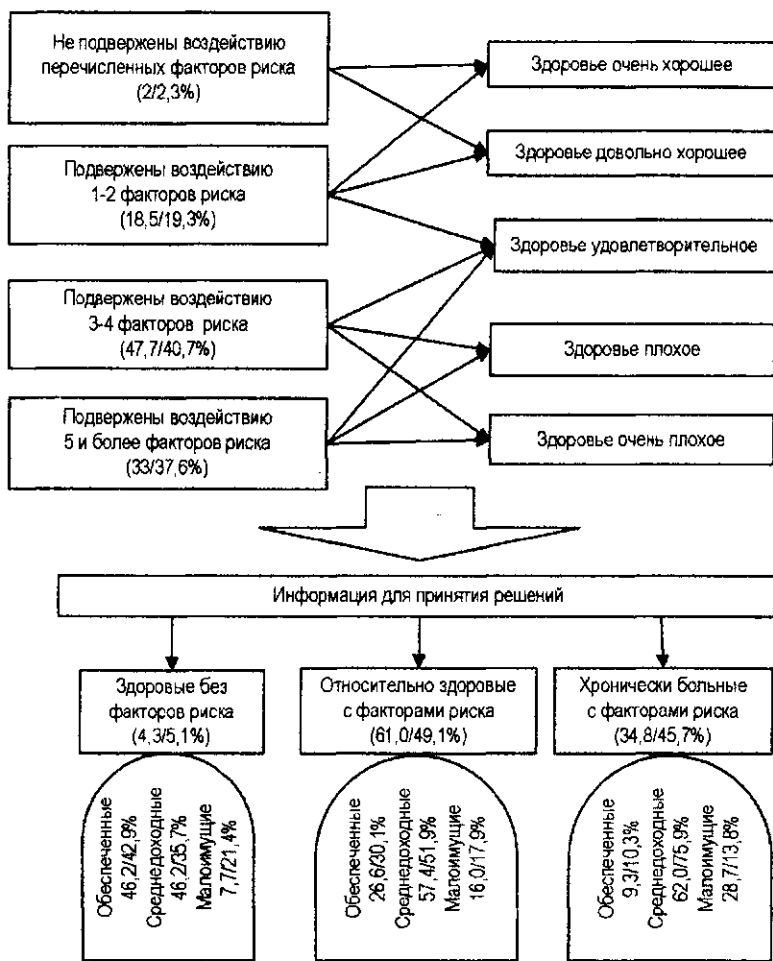 Не подвержены воздействию
перечисленных факторов риска
(2/2,3%)
Подвержены воздействию
1-2 факторов риска
(18,5/19,3%)
Подвержены воздействию
3-4 факторов риска
(47,7/40,7%)
Подвержены воздействию
5 и более факторов риска
(33/37,6%)
Здоровье очень хорошее
Здоровье довольно хорошее
Здоровье удовлетворительное
Здоровье плохое
Здоровье очень плохое
Информация для принятия решений
Здоровые без
факторов риска
(4,3/5,1%)
Относительно здоровые
с факторами риска
(61,0/49,1%)
Хронически больные
с факторами риска
(34,8/45,7%)
Обеспеченные
46,2/42,9%
Среднедоходные
46,2/35,7%
Малоимущие
7,7/21,4%
Обеспеченные
26,6/30,1%
Среднедоходные
57,4/51,9%
Малоимущие
16,0/17,9%
Обеспеченные
9,3/10,3%
Среднедоходные
62,0/75,9%
Малоимущие
28,7/13,8%